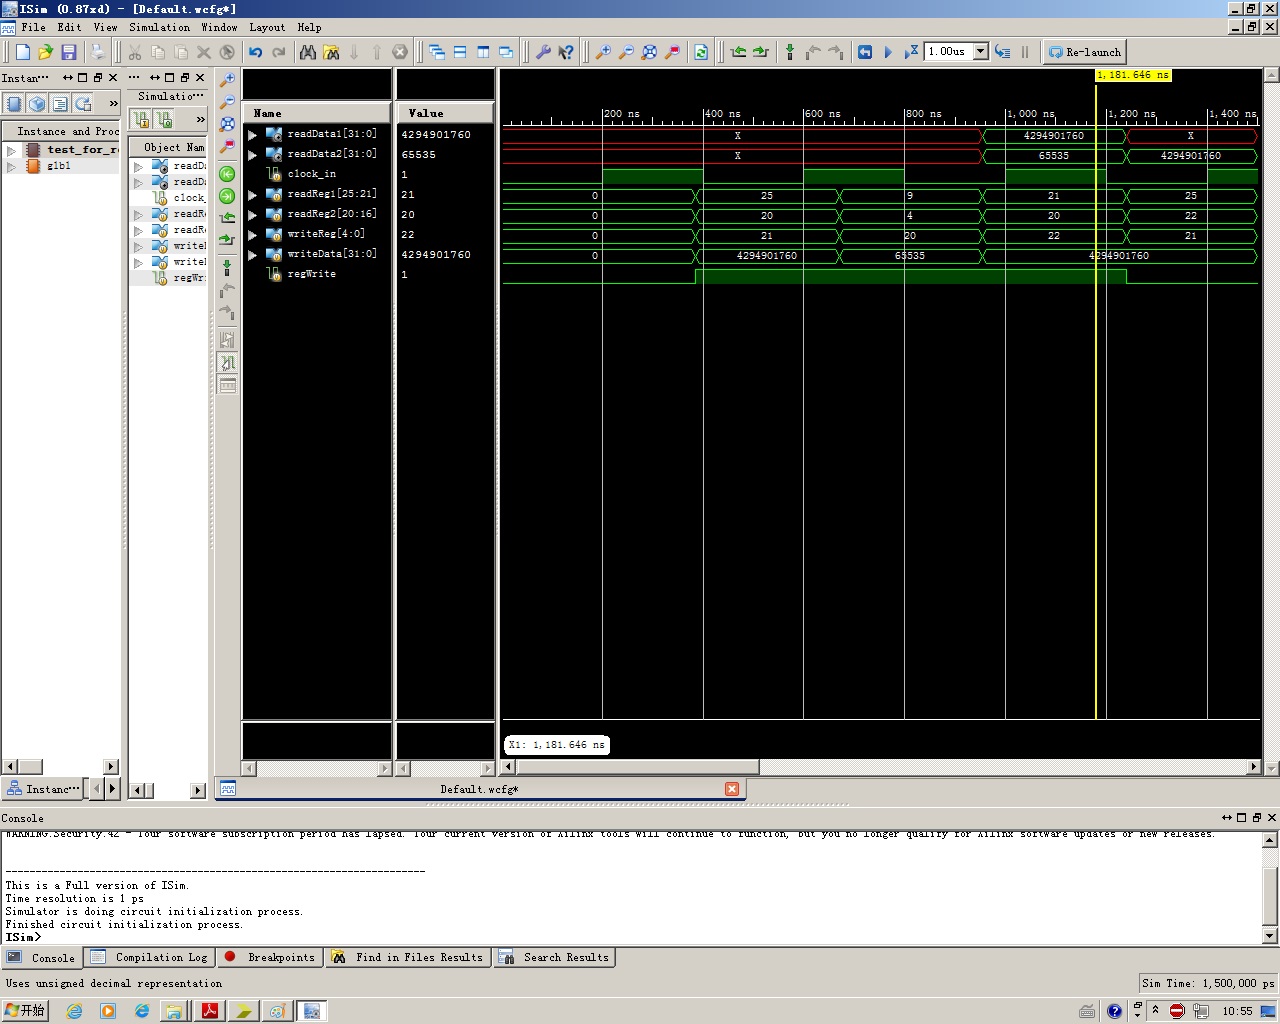 ISim (0.87xd) - [Default.wcfg*]
File Edit View Simulation Window Layout Help
1.00us Re-launch
Instan··· ··· 1,181.646 ns
Simulatio···
» » Name Value 200 ns 400 ns 600 ns 800 ns 1,000 ns 1,200 ns 1,400 ns
Instance and Proc
Object Nam
test_for_re
glbl
readDa
readDa
clock_
readRe
readRe
writeR
writeD
regWri
readData1[31:0] 4294901760 X 4294901760 X
readData2[31:0] 65535 X 65535 4294901760
clock_in 1
readReg1[25:21] 21 0 25 9 21 25
readReg2[20:16] 20 0 20 4 20 22
writeReg[4:0] 22 0 21 20 22 21
writeData[31:0] 4294901760 0 4294901760 65535 4294901760
regWrite 1
X1: 1,181.646 ns
Instanc··· Default.wcfg*
Console
WARNING:Security:42 - Your software subscription period has lapsed. Your current version of Xilinx tools will continue to function, but you no longer qualify for Xilinx software updates or new releases.
----------------------------------------------------------------------
This is a Full version of ISim.
Time resolution is 1 ps
Simulator is doing circuit initialization process.
Finished circuit initialization process.
ISim>
Console Compilation Log Breakpoints Find in Files Results Search Results
Uses unsigned decimal representation Sim Time: 1,500,000 ps
开始 10:55